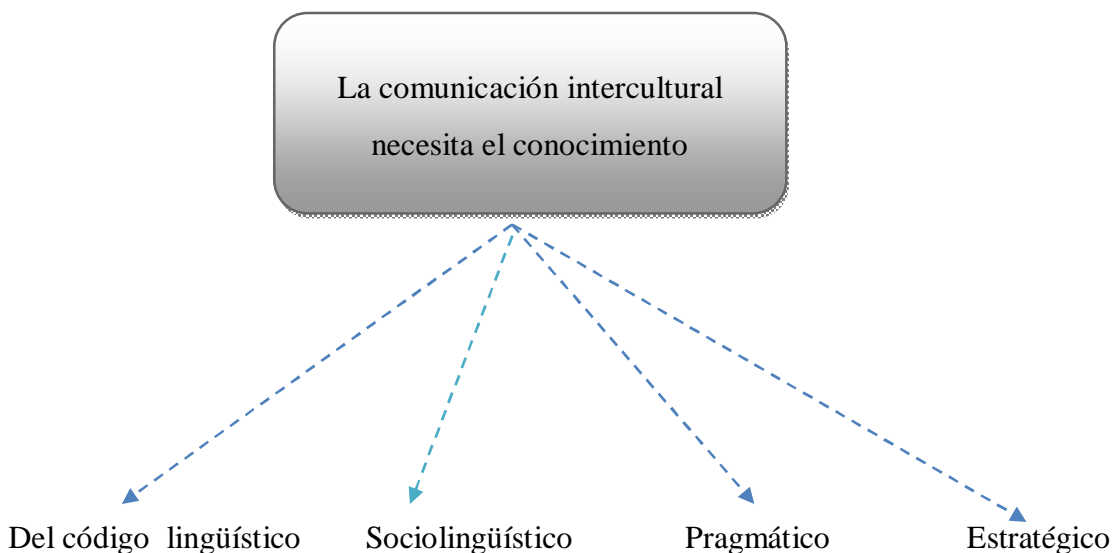 La comunicación intercultural
necesita el conocimiento
Del código lingüístico Sociolingüístico Pragmático Estratégico